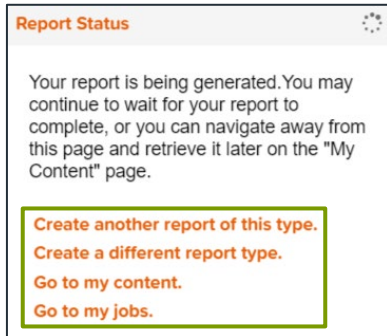 Report Status
Your report is being generated.You may
continue to wait for your report to
complete, or you can navigate away from
this page and retrieve it later on the "My
Content" page.
Create another report of this type.
Create a different report type.
Go to my content.
Go to my jobs.